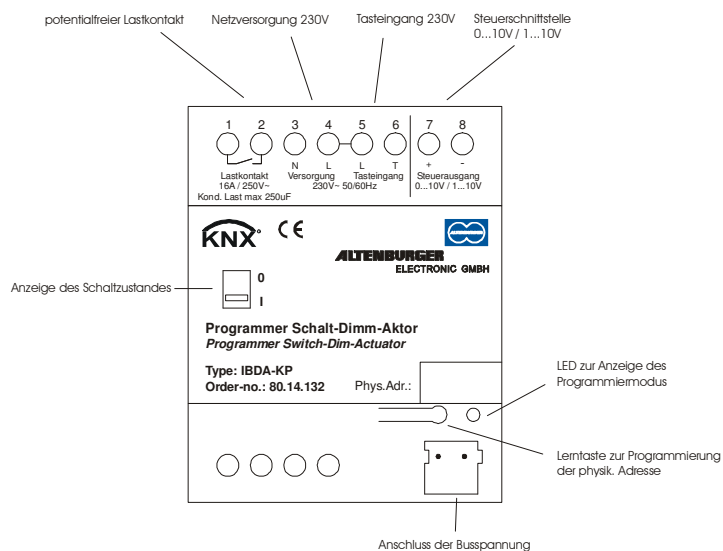 potentialfreier Lastkontakt
Netzversorgung 230V
Tasteingang 230V
Steuerschnittstelle
0...10V / 1...10V
1 2 3 4 5 6 7 8
N L L T + -
Lastkontakt
16A / 250V~
Kond. Last max 250uF
Versorgung Tasteingang
230V~ 50/60Hz
Steuerausgang
0...10V / 1...10V
KNX
CE
ALTENBURGER
ELECTRONIC GMBH
Anzeige des Schaltzustandes
0
I
Programmer Schalt-Dimm-Aktor
Programmer Switch-Dim-Actuator
Type: IBDA-KP
Order-no.: 80.14.132
Phys.Adr.:
LED zur Anzeige des
Programmiermodus
Lerntaste zur Programmierung
der physik. Adresse
Anschluss der Busspannung